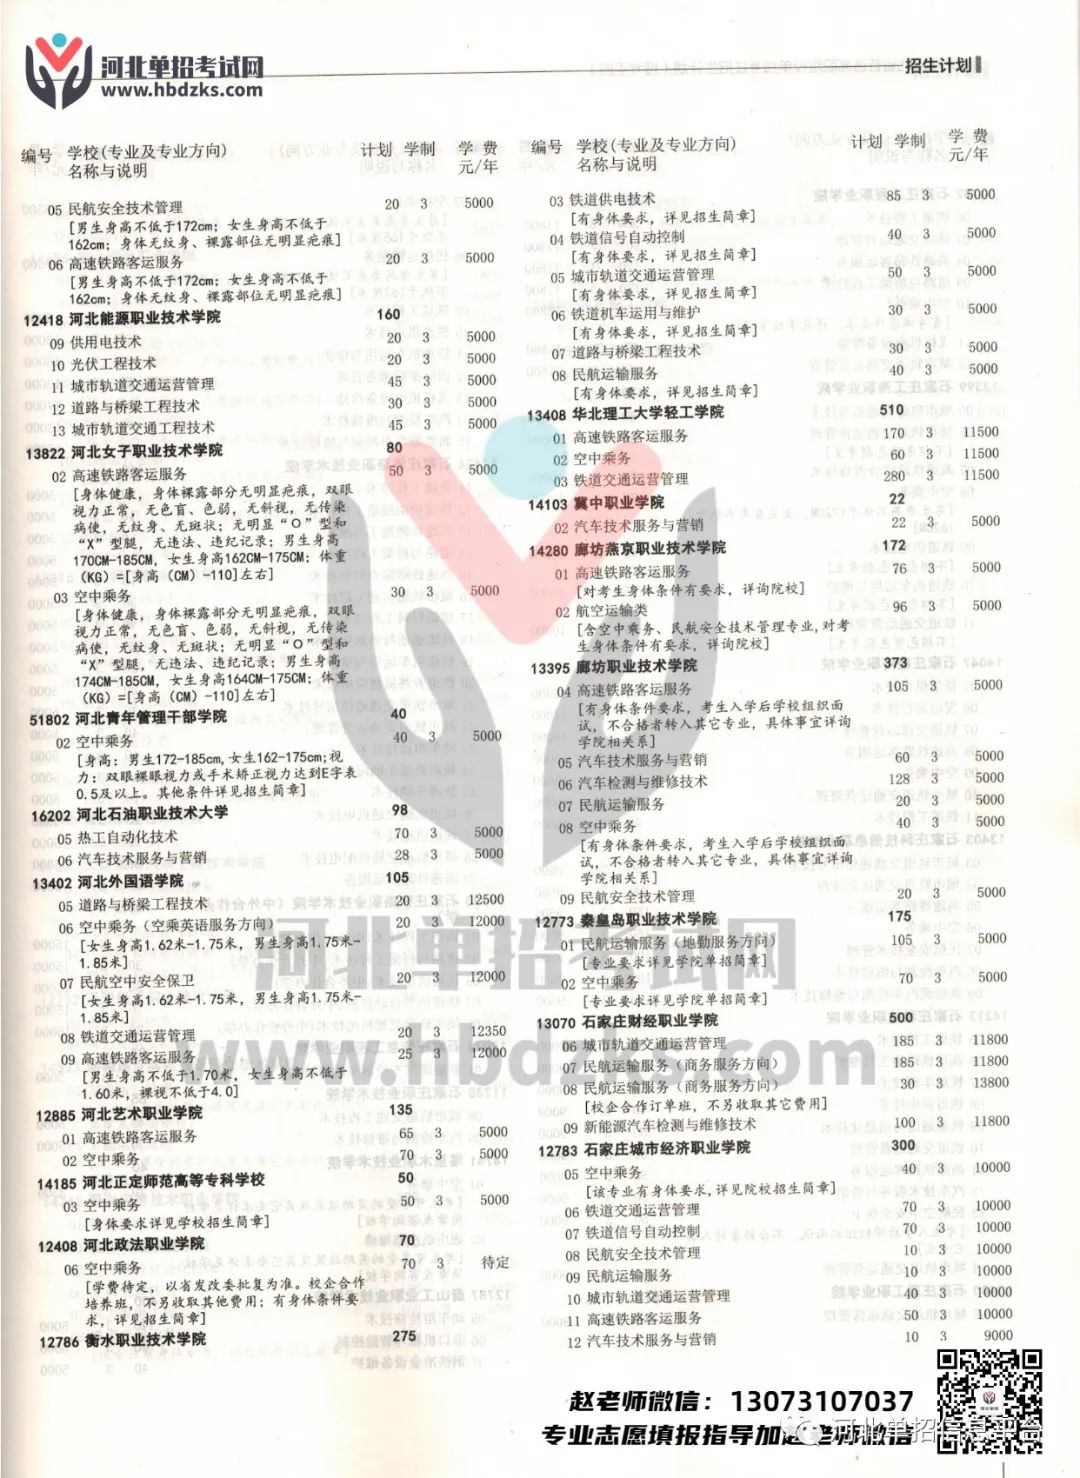 河北单招考试网
www.hbdzks.com
招生计划
编号 学校(专业及专业方向) 计划 学制 学 费
名称与说明 元/年
05 民航安全技术管理 20 3 5000
[男生身高不低于172cm; 女生身高不低于
162cm; 身体无纹身、裸露部位无明显疤痕]
06 高速铁路客运服务 20 3 5000
[男生身高不低于172cm; 女生身高不低于
162cm; 身体无纹身、裸露部位无明显疤痕]
12418 河北能源职业技术学院 160
09 供用电技术 20 3 5000
10 光伏工程技术 20 3 5000
11 城市轨道交通运营管理 45 3 5000
12 道路与桥梁工程技术 30 3 5000
13 城市轨道交通工程技术 45 3 5000
13822 河北女子职业技术学院 80
02 高速铁路客运服务 50 3 5000
[身体健康, 身体裸露部分无明显疤痕, 双眼
视力正常, 无色盲、色弱, 无斜视, 无传染
病使, 无纹身、无斑状; 无明显“O”型和
“X”型腿, 无违法、违纪记录; 男生身高
170CM-185CM, 女生身高162CM-175CM; 体重
(KG)=[身高(CM)-110]左右]
03 空中乘务 30 3 5000
[身体健康, 身体裸露部分无明显疤痕, 双眼
视力正常, 无色盲、色弱, 无斜视, 无传染
病使, 无纹身、无斑状; 无明显“O”型和
“X”型腿, 无违法、违纪记录; 男生身高
174CM-185CM, 女生身高164CM-175CM; 体重
(KG)=[身高(CM)-110]左右]
51802 河北青年管理干部学院 40
02 空中乘务 40 3 5000
[身高: 男生172-185cm,女生162-175cm;视
力: 双眼裸眼视力或手术矫正视力达到E字表
0.5及以上。其他条件详见招生简章]
16202 河北石油职业技术大学 98
05 热工自动化技术 70 3 5000
06 汽车技术服务与营销 28 3 5000
13402 河北外国语学院 105
05 道路与桥梁工程技术 20 3 12500
06 空中乘务(空乘英语服务方向) 20 3 12000
[女生身高1.62米-1.75米, 男生身高1.75米-
1.85米]
07 民航空中安全保卫 20 3 12000
[女生身高1.62米-1.75米, 男生身高1.75米-
1.85米]
08 铁道交通运营管理 20 3 12350
09 高速铁路客运服务 25 3 12000
[男生身高不低于1.70米, 女生身高不低于
1.60米, 裸视不低于4.0]
12885 河北艺术职业学院 135
01 高速铁路客运服务 65 3 5000
02 空中乘务 70 3 5000
14185 河北正定师范高等专科学校 50
03 空中乘务 50 3 5000
[身体要求详见学校招生简章]
12408 河北政法职业学院 70
06 空中乘务 70 3 待定
[学费待定, 以省发改委批复为准。校企合作
培养班, 不另收取其他费用; 有身体条件要
求, 详见招生简章]
12786 衡水职业技术学院 275
编号 学校(专业及专业方向) 计划 学制 学 费
名称与说明 元/年
03 铁道供电技术 85 3 5000
[有身体要求, 详见招生简章]
04 铁道信号自动控制 40 3 5000
[有身体要求, 详见招生简章]
05 城市轨道交通运营管理 50 3 5000
[有身体要求, 详见招生简章]
06 铁道机车运用与维护 30 3 5000
[有身体要求, 详见招生简章]
07 道路与桥梁工程技术 30 3 5000
08 民航运输服务 40 3 5000
[有身体要求, 详见招生简章]
13408 华北理工大学轻工学院 510
01 高速铁路客运服务 170 3 11500
02 空中乘务 60 3 11500
03 铁道交通运营管理 280 3 11500
14103 冀中职业学院 22
02 汽车技术服务与营销 22 3 5000
14280 廊坊燕京职业技术学院 172
01 高速铁路客运服务 76 3 5000
[对考生身体条件有要求, 详询院校]
02 航空运输类 96 3 5000
[含空中乘务、民航安全技术管理专业,对考
生身体条件有要求, 详询院校]
13395 廊坊职业技术学院 373
04 高速铁路客运服务 105 3 5000
[有身体条件要求, 考生入学后学校组织面
试, 不合格者转入其它专业, 具体事宜详询
学院相关系]
05 汽车技术服务与营销 60 3 5000
06 汽车检测与维修技术 128 3 5000
07 民航运输服务 20 3 5000
08 空中乘务 40 3 5000
[有身体条件要求, 考生入学后学校组织面
试, 不合格者转入其它专业, 具体事宜详询
学院相关系]
09 民航安全技术管理 20 3 5000
12773 秦皇岛职业技术学院 175
01 民航运输服务(地勤服务方向) 105 3 5000
[专业要求详见学院单招简章]
02 空中乘务 70 3 5000
[专业要求详见学院单招简章]
13070 石家庄财经职业学院 500
06 城市轨道交通运营管理 185 3 11800
07 民航运输服务(商务服务方向) 185 3 11800
08 民航运输服务(商务服务方向) 30 3 13800
[校企合作订单班, 不另收取其它费用]
09 新能源汽车检测与维修技术 100 3 11800
12783 石家庄城市经济职业学院 300
05 空中乘务 40 3 10000
[该专业有身体要求,详见院校招生简章]
06 铁道交通运营管理 70 3 10000
07 铁道信号自动控制 70 3 10000
08 民航安全技术管理 10 3 10000
09 民航运输服务 10 3 10000
10 城市轨道交通运营管理 40 3 10000
11 高速铁路客运服务 50 3 10000
12 汽车技术服务与营销 10 3 9000
河北单招考试网
www.hbdzks.com
赵老师微信: 13073107037
专业志愿填报指导加赵老师微信
河北单招信息平台